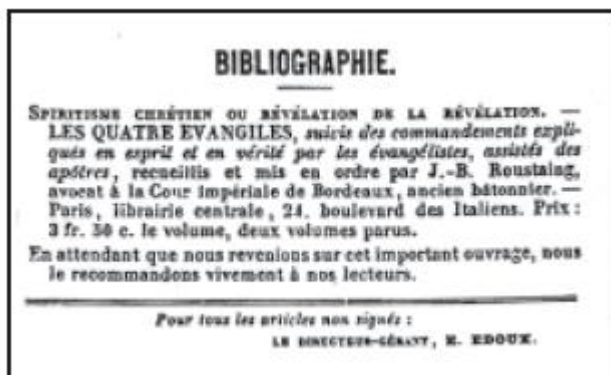 BIBLIOGRAPHIE.
SPIRITISME CHRÉTIEN OU RÉVÉLATION DE LA RÉVÉLATION. —
LES QUATRE EVANGILES, suivis des commandements expli-
qués en esprit et en vérité par les évangélistes, assistés des
apôtres, recueillis et mis en ordre par J.-B. Roustaing,
avocat à la Cour impériale de Bordeaux, ancien bâtonnier. —
Paris, librairie centrale, 24, boulevard des Italiens. Prix :
3 fr. 50 c. le volume, deux volumes parus.
En attendant que nous revenions sur cet important ouvrage, nous
le recommandons vivement à nos lecteurs.
Pour tous les articles non signés :
LE DIRECTEUR-GÉRANT, E. EDOUX.